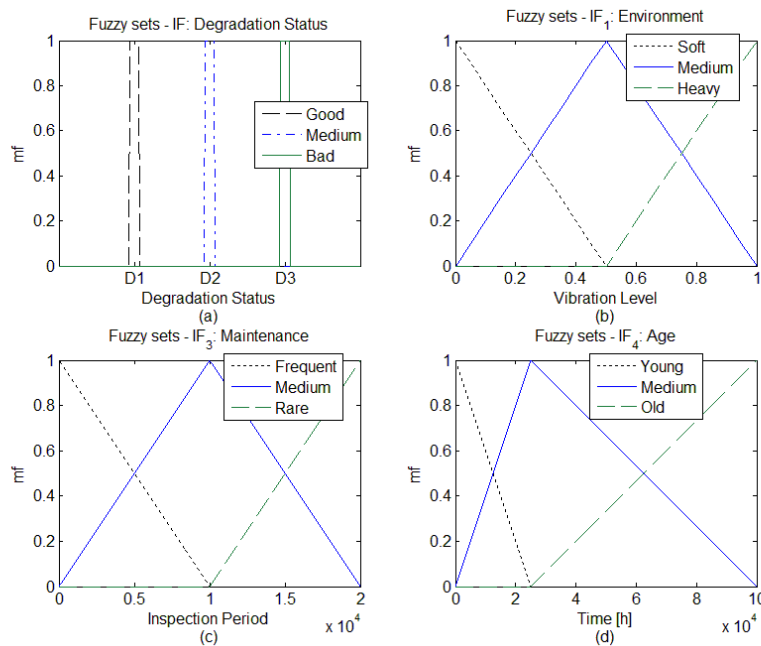 Fuzzy sets - IF: Degradation Status
1
0.8
0.6
0.4
0.2
0
mf
Good
Medium
Bad
D1 D2 D3
Degradation Status
(a)
Fuzzy sets - IF1: Environment
1
0.8
0.6
0.4
0.2
0
mf
Soft
Medium
Heavy
0 0.2 0.4 0.6 0.8 1
Vibration Level
(b)
Fuzzy sets - IF3: Maintenance
1
0.8
0.6
0.4
0.2
0
mf
Frequent
Medium
Rare
0 0.5 1 1.5 2
x 10^4
Inspection Period
(c)
Fuzzy sets - IF4: Age
1
0.8
0.6
0.4
0.2
0
mf
Young
Medium
Old
0 2 4 6 8 10
x 10^4
Time [h]
(d)